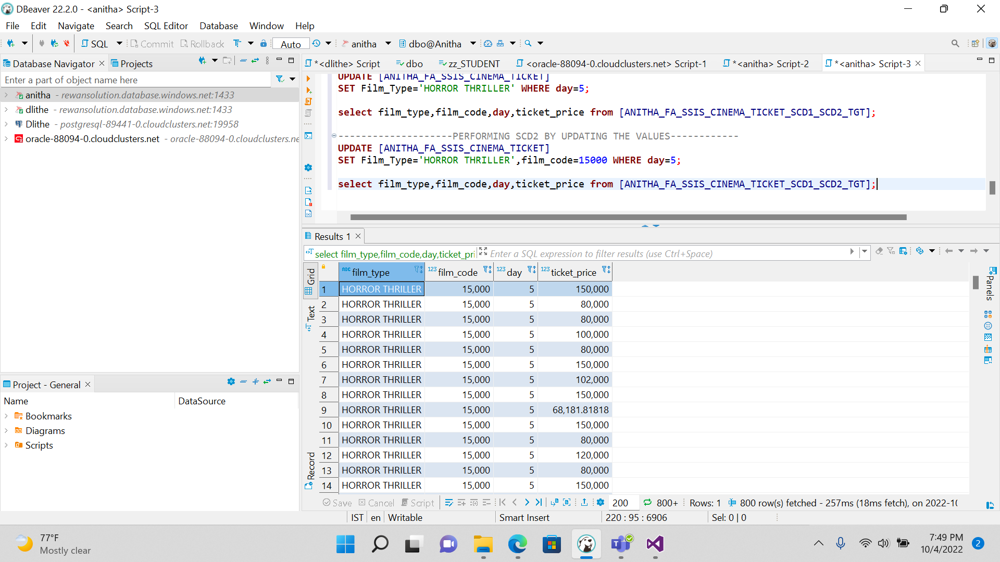 DBeaver 22.2.0 - <anitha> Script-3
File Edit Navigate Search SQL Editor Database Window Help
SQL Commit Rollback Auto anitha dbo@Anitha
Database Navigator Projects
Enter a part of object name here
anitha - rewansolution.database.windows.net:1433
dlithe - rewansolution.database.windows.net:1433
Dlithe - postgresql-89441-0.cloudclusters.net:19958
oracle-88094-0.cloudclusters.net - oracle-88094-0.cloudclusters.ne
*<dlithe> Script dbo zz_STUDENT <oracle-88094-0.cloudclusters.net> Script-1 *<anitha> Script-2 *<anitha> Script-3
UPDATE [ANITHA_FA_SSIS_CINEMA_TICKET]
SET Film_Type='HORROR THRILLER' WHERE day=5;
select film_type,film_code,day,ticket_price from [ANITHA_FA_SSIS_CINEMA_TICKET_SCD1_SCD2_TGT];
--------------------PERFORMING SCD2 BY UPDATING THE VALUES------------
UPDATE [ANITHA_FA_SSIS_CINEMA_TICKET]
SET Film_Type='HORROR THRILLER',film_code=15000 WHERE day=5;
select film_type,film_code,day,ticket_price from [ANITHA_FA_SSIS_CINEMA_TICKET_SCD1_SCD2_TGT];
Results 1
select film_type,film_code,day,ticket_pri Enter a SQL expression to filter results (use Ctrl+Space)
Grid
Text
Record
Panels
ABC film_type 123 film_code 123 day 123 ticket_price
1 HORROR THRILLER 15,000 5 150,000
2 HORROR THRILLER 15,000 5 80,000
3 HORROR THRILLER 15,000 5 80,000
4 HORROR THRILLER 15,000 5 100,000
5 HORROR THRILLER 15,000 5 80,000
6 HORROR THRILLER 15,000 5 150,000
7 HORROR THRILLER 15,000 5 102,000
8 HORROR THRILLER 15,000 5 150,000
9 HORROR THRILLER 15,000 5 68,181.81818
10 HORROR THRILLER 15,000 5 150,000
11 HORROR THRILLER 15,000 5 80,000
12 HORROR THRILLER 15,000 5 120,000
13 HORROR THRILLER 15,000 5 80,000
14 HORROR THRILLER 15,000 5 150,000
Save Cancel Script 200 800+ Rows: 1 800 row(s) fetched - 257ms (18ms fetch), on 2022-10
Project - General
Name DataSource
Bookmarks
Diagrams
Scripts
IST en Writable Smart Insert 220 : 95 : 6906 Sel: 0 | 0
77°F
Mostly clear
7:49 PM
10/4/2022
2